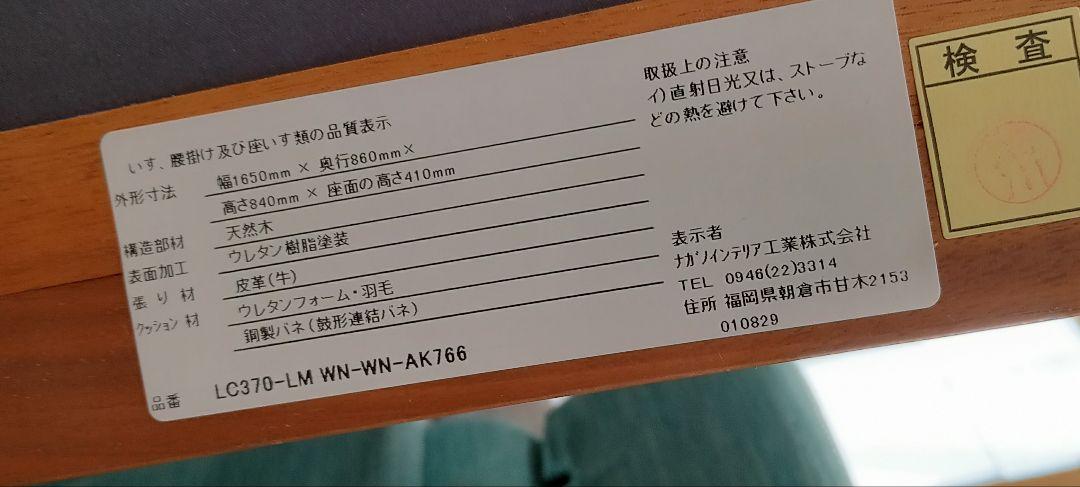 いす、腰掛け及び座いす類の品質表示
外形寸法 幅1650mm × 奥行860mm×
高さ840mm × 座面の高さ410mm
構造部材 天然木
表面加工 ウレタン樹脂塗装
張り材 皮革(牛)
クッション材 ウレタンフォーム・羽毛
鋼製バネ(鼓形連結バネ)
品番 LC370-LM WN-WN-AK766
取扱上の注意
イ)直射日光又は、ストーブな
どの熱を避けて下さい。
表示者
ナガノインテリア工業株式会社
TEL 0946(22)3314
住所 福岡県朝倉市甘木2153
010829
検査